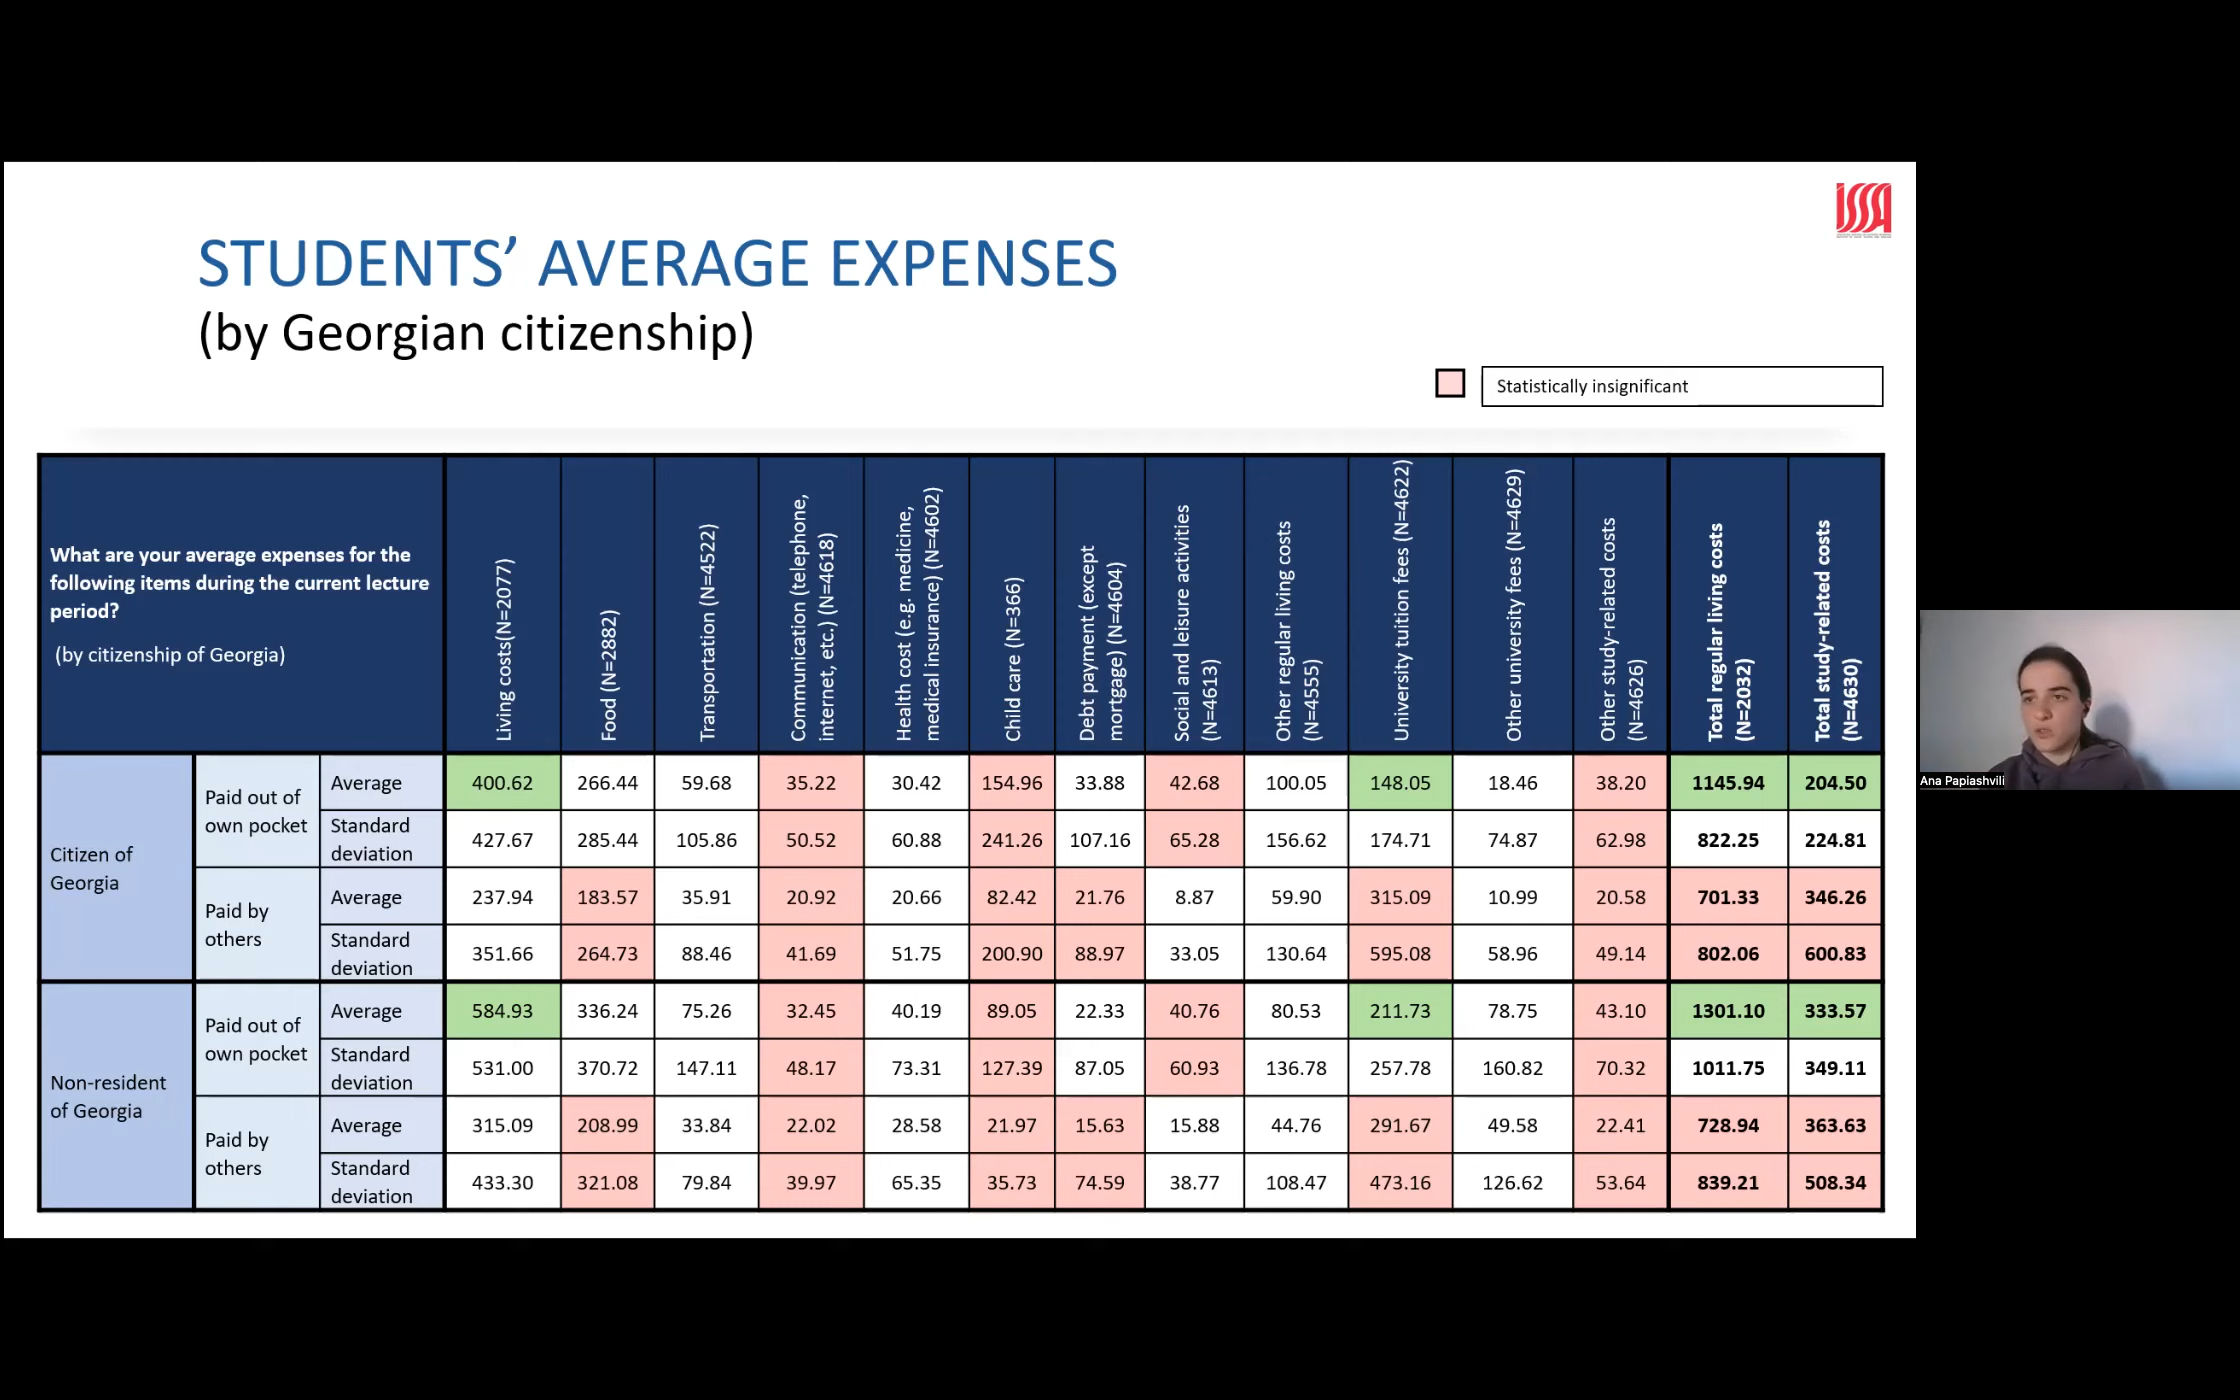 ISSA
STUDENTS’ AVERAGE EXPENSES
(by Georgian citizenship)
Statistically insignificant
What are your average expenses for the
following items during the current lecture
period?
(by citizenship of Georgia)
Living costs(N=2077)
Food (N=2882)
Transportation (N=4522)
Communication (telephone,
internet, etc.) (N=4618)
Health cost (e.g. medicine,
medical insurance) (N=4602)
Child care (N=366)
Debt payment (except
mortgage) (N=4604)
Social and leisure activities
(N=4613)
Other regular living costs
(N=4555)
University tuition fees (N=4622)
Other university fees (N=4629)
Other study-related costs
(N=4626)
Total regular living costs
(N=2032)
Total study-related costs
(N=4630)
Citizen of
Georgia
Paid out of
own pocket
Average
400.62 266.44 59.68 35.22 30.42 154.96 33.88 42.68 100.05 148.05 18.46 38.20 1145.94 204.50
Standard
deviation
427.67 285.44 105.86 50.52 60.88 241.26 107.16 65.28 156.62 174.71 74.87 62.98 822.25 224.81
Paid by
others
Average
237.94 183.57 35.91 20.92 20.66 82.42 21.76 8.87 59.90 315.09 10.99 20.58 701.33 346.26
Standard
deviation
351.66 264.73 88.46 41.69 51.75 200.90 88.97 33.05 130.64 595.08 58.96 49.14 802.06 600.83
Non-resident
of Georgia
Paid out of
own pocket
Average
584.93 336.24 75.26 32.45 40.19 89.05 22.33 40.76 80.53 211.73 78.75 43.10 1301.10 333.57
Standard
deviation
531.00 370.72 147.11 48.17 73.31 127.39 87.05 60.93 136.78 257.78 160.82 70.32 1011.75 349.11
Paid by
others
Average
315.09 208.99 33.84 22.02 28.58 21.97 15.63 15.88 44.76 291.67 49.58 22.41 728.94 363.63
Standard
deviation
433.30 321.08 79.84 39.97 65.35 35.73 74.59 38.77 108.47 473.16 126.62 53.64 839.21 508.34
Ana Papiashvili